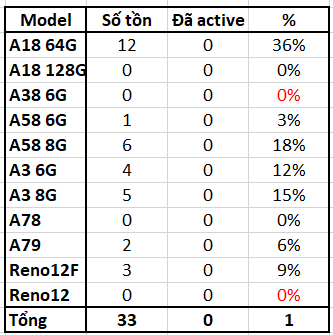 Model Số tồn Đã active %
A18 64G 12 0 36%
A18 128G 0 0 0%
A38 6G 0 0 0%
A58 6G 1 0 3%
A58 8G 6 0 18%
A3 6G 4 0 12%
A3 8G 5 0 15%
A78 0 0 0%
A79 2 0 6%
Reno12F 3 0 9%
Reno12 0 0 0%
Tổng 33 0 1